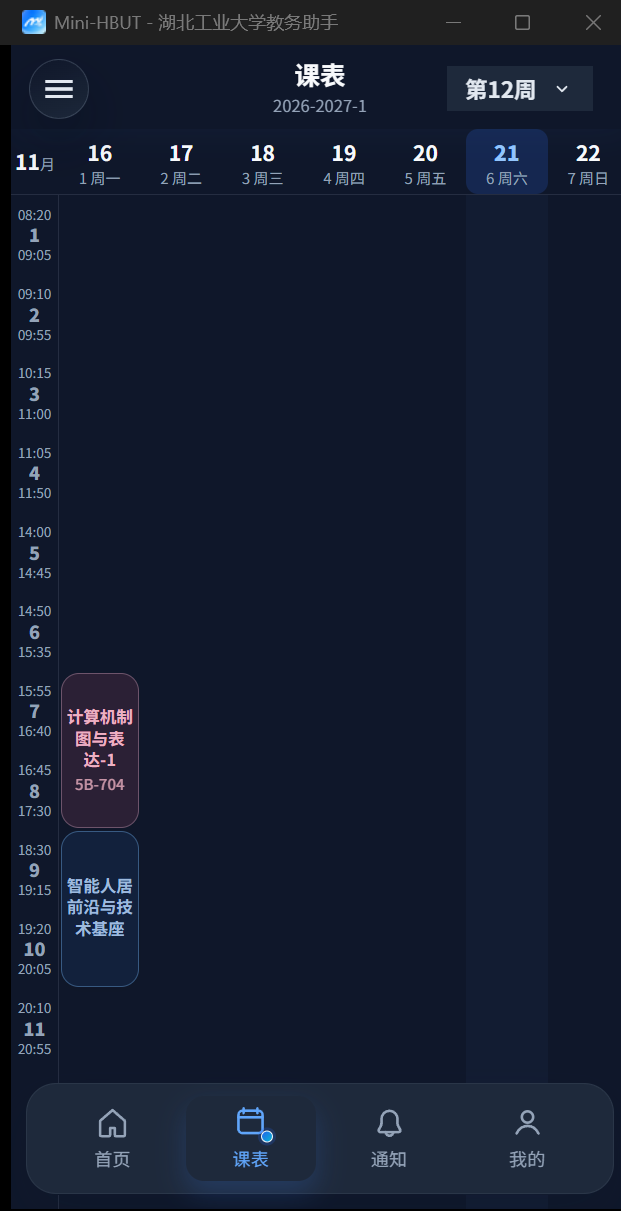 Mini-HBUT - 湖北工业大学教务助手
课表
2026-2027-1
第12周
11月
16 17 18 19 20 21 22
1 周一 2 周二 3 周三 4 周四 5 周五 6 周六 7 周日
08:20
1
09:05
09:10
2
09:55
10:15
3
11:00
11:05
4
11:50
14:00
5
14:45
14:50
6
15:35
15:55
7
16:40
16:45
8
17:30
计算机制
图与表
达-1
5B-704
18:30
9
19:15
19:20
10
20:05
智能人居
前沿与技
术基座
20:10
11
20:55
首页 课表 通知 我的